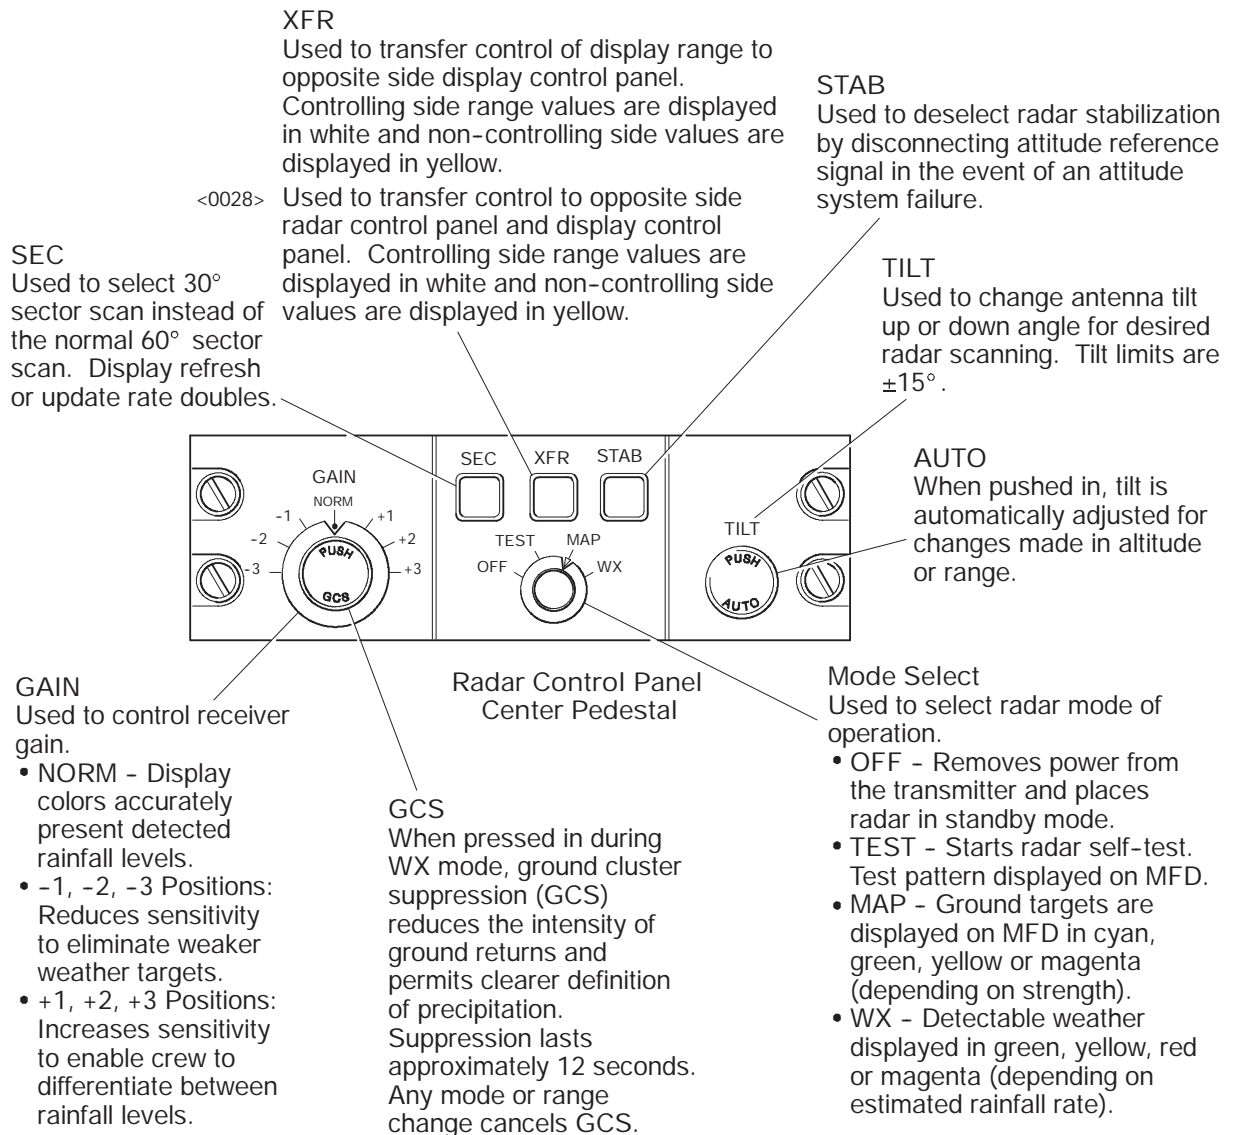 XFR
Used to transfer control of display range to
opposite side display control panel.
Controlling side range values are displayed
in white and non-controlling side values are
displayed in yellow.
<0028> Used to transfer control to opposite side
radar control panel and display control
panel. Controlling side range values are
displayed in white and non-controlling side
values are displayed in yellow.
STAB
Used to deselect radar stabilization
by disconnecting attitude reference
signal in the event of an attitude
system failure.
SEC
Used to select 30°
sector scan instead of
the normal 60° sector
scan. Display refresh
or update rate doubles.
TILT
Used to change antenna tilt
up or down angle for desired
radar scanning. Tilt limits are
±15°.
AUTO
When pushed in, tilt is
automatically adjusted for
changes made in altitude
or range.
GAIN
NORM
-1
-2
-3
+1
+2
+3
PUSH
GCS
SEC XFR STAB
TEST MAP
OFF WX
TILT
PUSH
AUTO
Radar Control Panel
Center Pedestal
GAIN
Used to control receiver
gain.
• NORM - Display
colors accurately
present detected
rainfall levels.
• -1, -2, -3 Positions:
Reduces sensitivity
to eliminate weaker
weather targets.
• +1, +2, +3 Positions:
Increases sensitivity
to enable crew to
differentiate between
rainfall levels.
GCS
When pressed in during
WX mode, ground cluster
suppression (GCS)
reduces the intensity of
ground returns and
permits clearer definition
of precipitation.
Suppression lasts
approximately 12 seconds.
Any mode or range
change cancels GCS.
Mode Select
Used to select radar mode of
operation.
• OFF - Removes power from
the transmitter and places
radar in standby mode.
• TEST - Starts radar self-test.
Test pattern displayed on MFD.
• MAP - Ground targets are
displayed on MFD in cyan,
green, yellow or magenta
(depending on strength).
• WX - Detectable weather
displayed in green, yellow, red
or magenta (depending on
estimated rainfall rate).